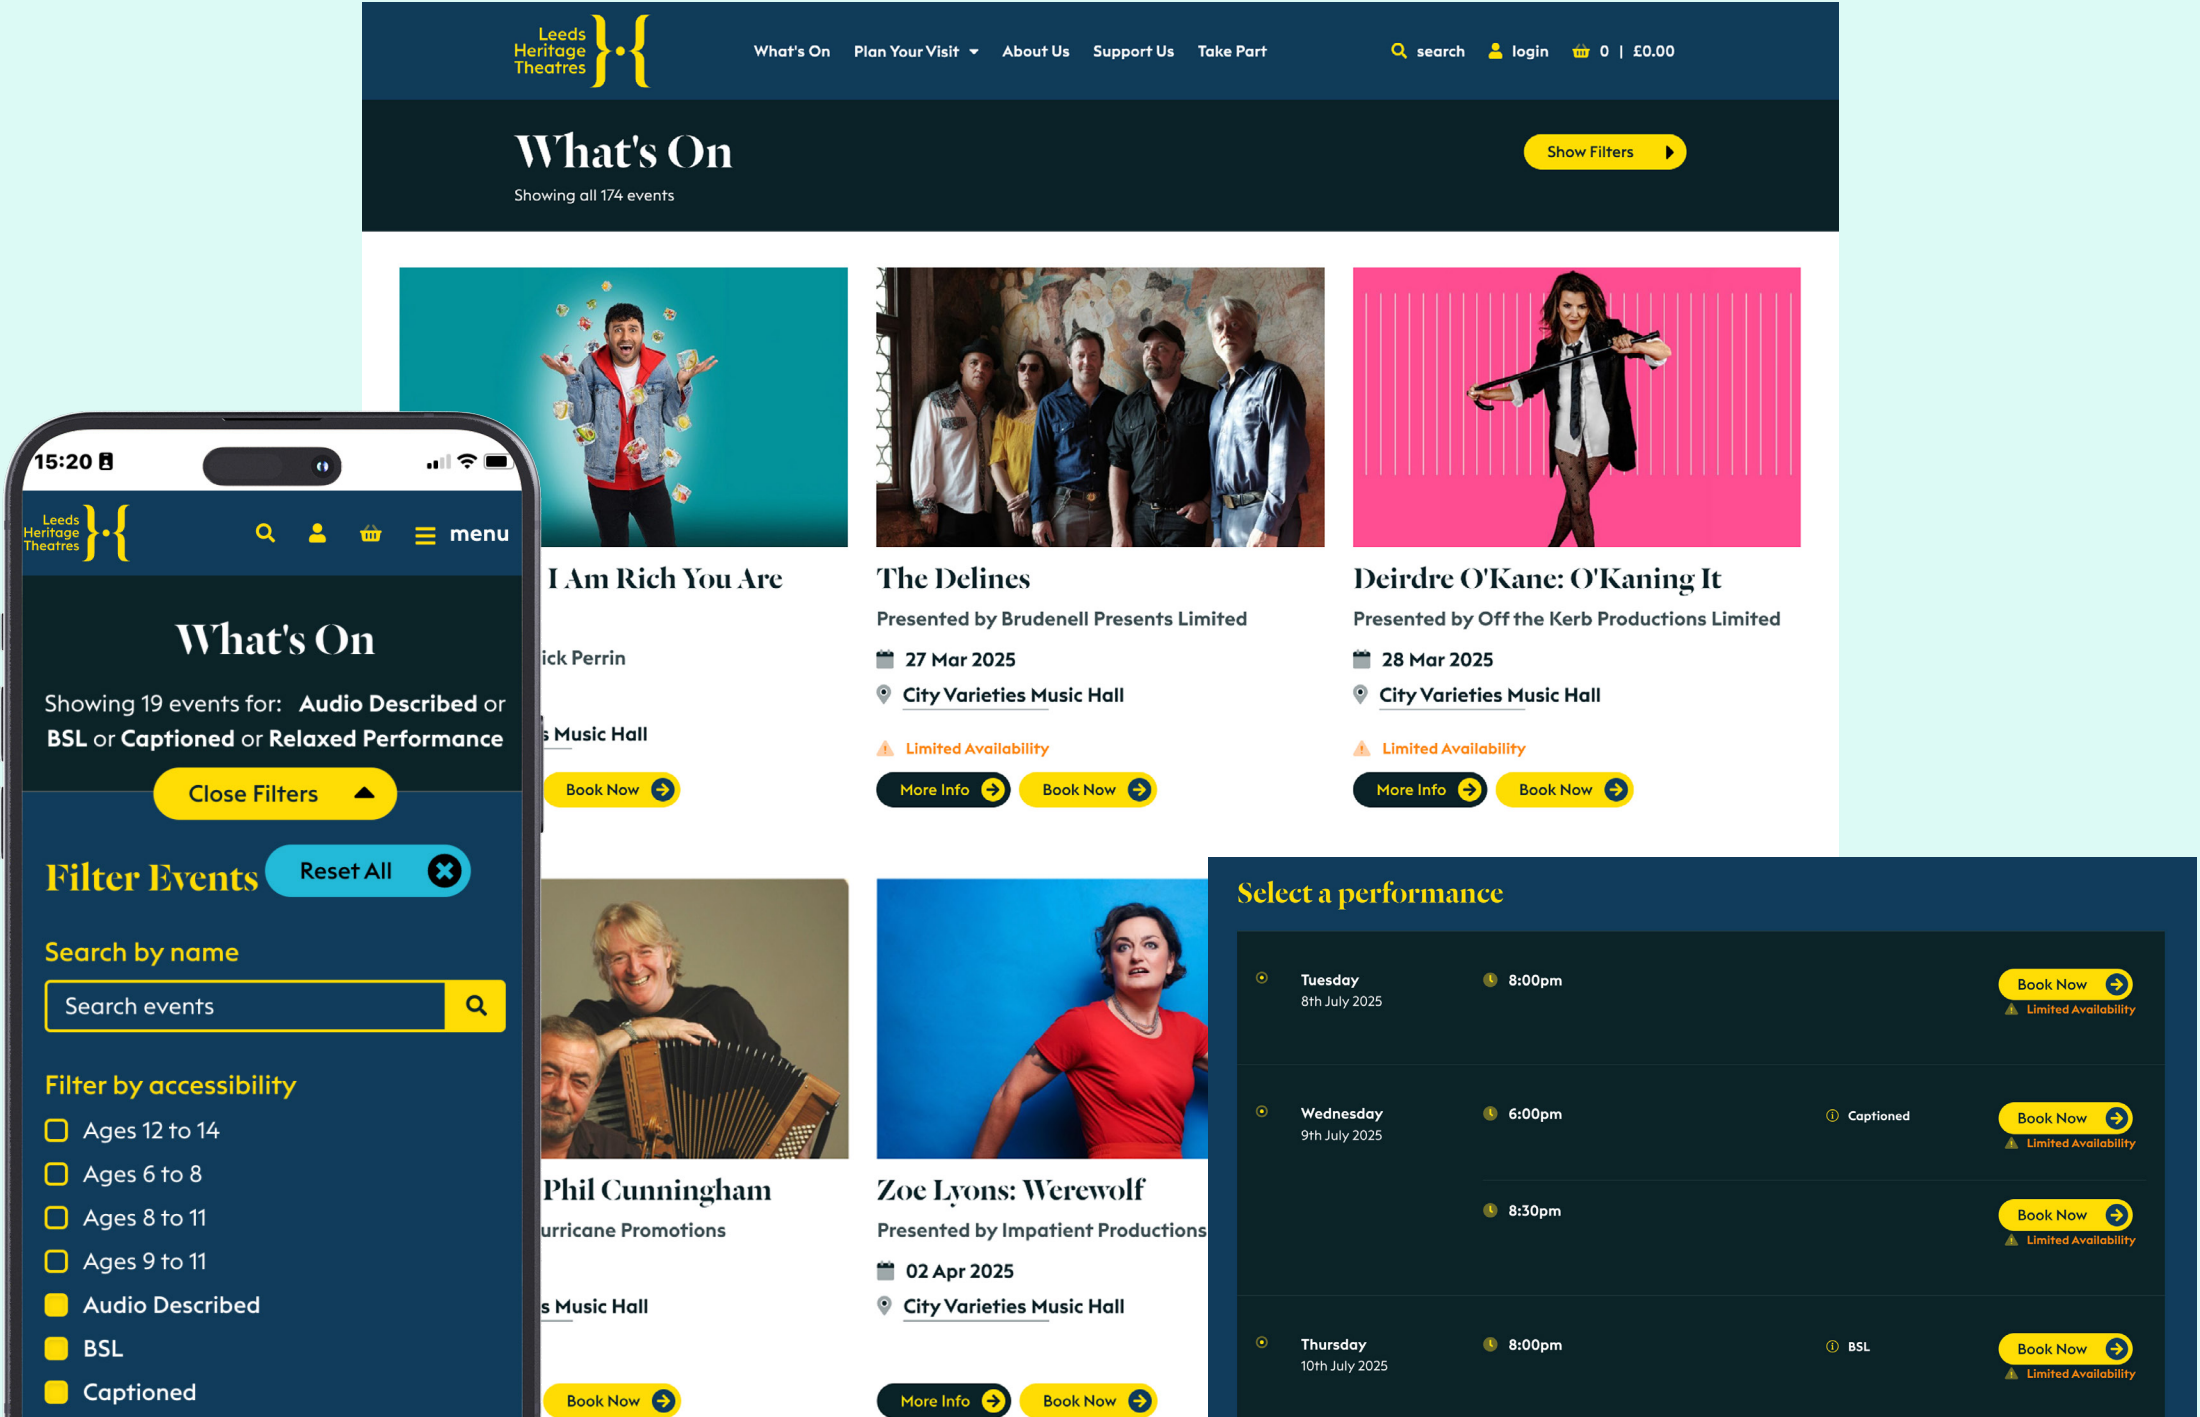 Leeds
Heritage
Theatres
What's On
Plan Your Visit
About Us
Support Us
Take Part
search
login
0 | £0.00
What's On
Showing all 174 events
Show Filters
I Am Rich You Are
ick Perrin
s Music Hall
Book Now
The Delines
Presented by Brudenell Presents Limited
27 Mar 2025
City Varieties Music Hall
Limited Availability
More Info
Book Now
Deirdre O'Kane: O'Kaning It
Presented by Off the Kerb Productions Limited
28 Mar 2025
City Varieties Music Hall
Limited Availability
More Info
Book Now
Phil Cunningham
urricane Promotions
s Music Hall
Book Now
Zoe Lyons: Werewolf
Presented by Impatient Productions
02 Apr 2025
City Varieties Music Hall
More Info
Book Now
15:20
Leeds
Heritage
Theatres
menu
What's On
Showing 19 events for: Audio Described or
BSL or Captioned or Relaxed Performance
Close Filters
Filter Events
Reset All
Search by name
Search events
Filter by accessibility
Ages 12 to 14
Ages 6 to 8
Ages 8 to 11
Ages 9 to 11
Audio Described
BSL
Captioned
Select a performance
Tuesday
8th July 2025
8:00pm
Book Now
Limited Availability
Wednesday
9th July 2025
6:00pm
Captioned
Book Now
Limited Availability
8:30pm
Book Now
Limited Availability
Thursday
10th July 2025
8:00pm
BSL
Book Now
Limited Availability